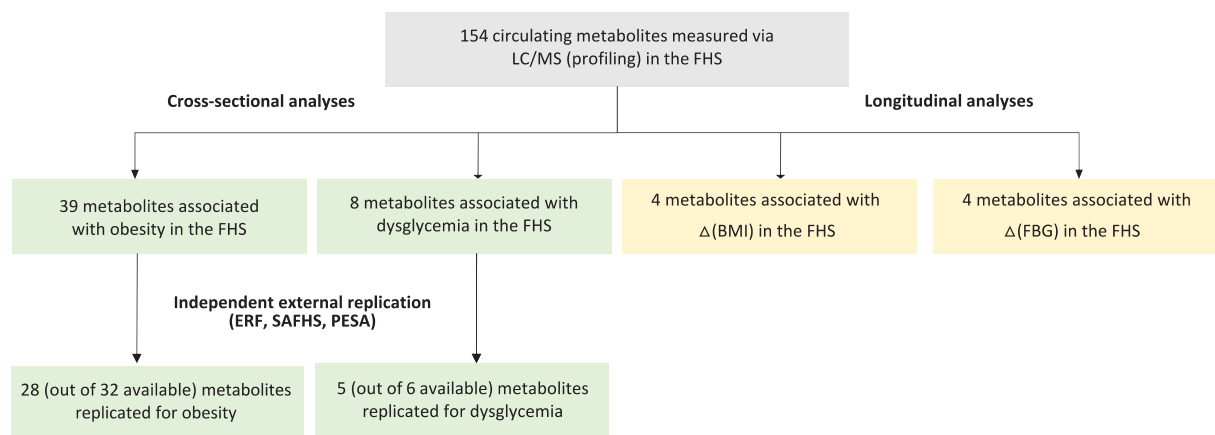 154 circulating metabolites measured via
LC/MS (profiling) in the FHS
Cross-sectional analyses
Longitudinal analyses
39 metabolites associated
with obesity in the FHS
8 metabolites associated with
dysglycemia in the FHS
4 metabolites associated with
△(BMI) in the FHS
4 metabolites associated with
△(FBG) in the FHS
Independent external replication
(ERF, SAFHS, PESA)
28 (out of 32 available) metabolites
replicated for obesity
5 (out of 6 available) metabolites
replicated for dysglycemia